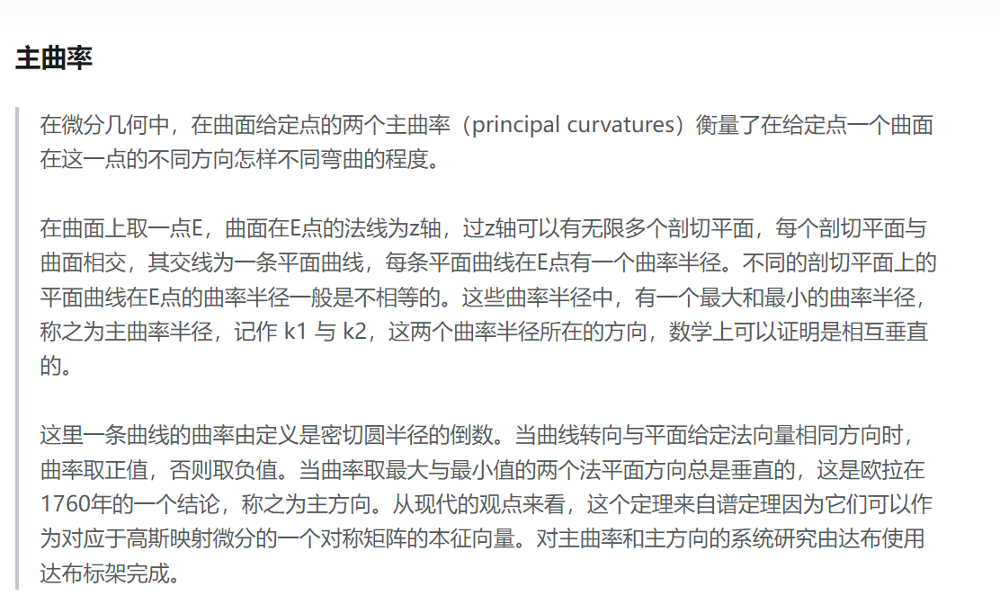 主曲率
在微分几何中，在曲面给定点的两个主曲率（principal curvatures）衡量了在给定点一个曲面
在这一点的不同方向怎样不同弯曲的程度。
在曲面上取一点E，曲面在E点的法线为z轴，过z轴可以有无限多个剖切平面，每个剖切平面与
曲面相交，其交线为一条平面曲线，每条平面曲线在E点有一个曲率半径。不同的剖切平面上的
平面曲线在E点的曲率半径一般是不相等的。这些曲率半径中，有一个最大和最小的曲率半径，
称之为主曲率半径，记作 k1 与 k2，这两个曲率半径所在的方向，数学上可以证明是相互垂直
的。
这里一条曲线的曲率由定义是密切圆半径的倒数。当曲线转向与平面给定法向量相同方向时，
曲率取正值，否则取负值。当曲率取最大与最小值的两个法平面方向总是垂直的，这是欧拉在
1760年的一个结论，称之为主方向。从现代的观点来看，这个定理来自谱定理因为它们可以作
为对应于高斯映射微分的一个对称矩阵的本征向量。对主曲率和主方向的系统研究由达布使用
达布标架完成。